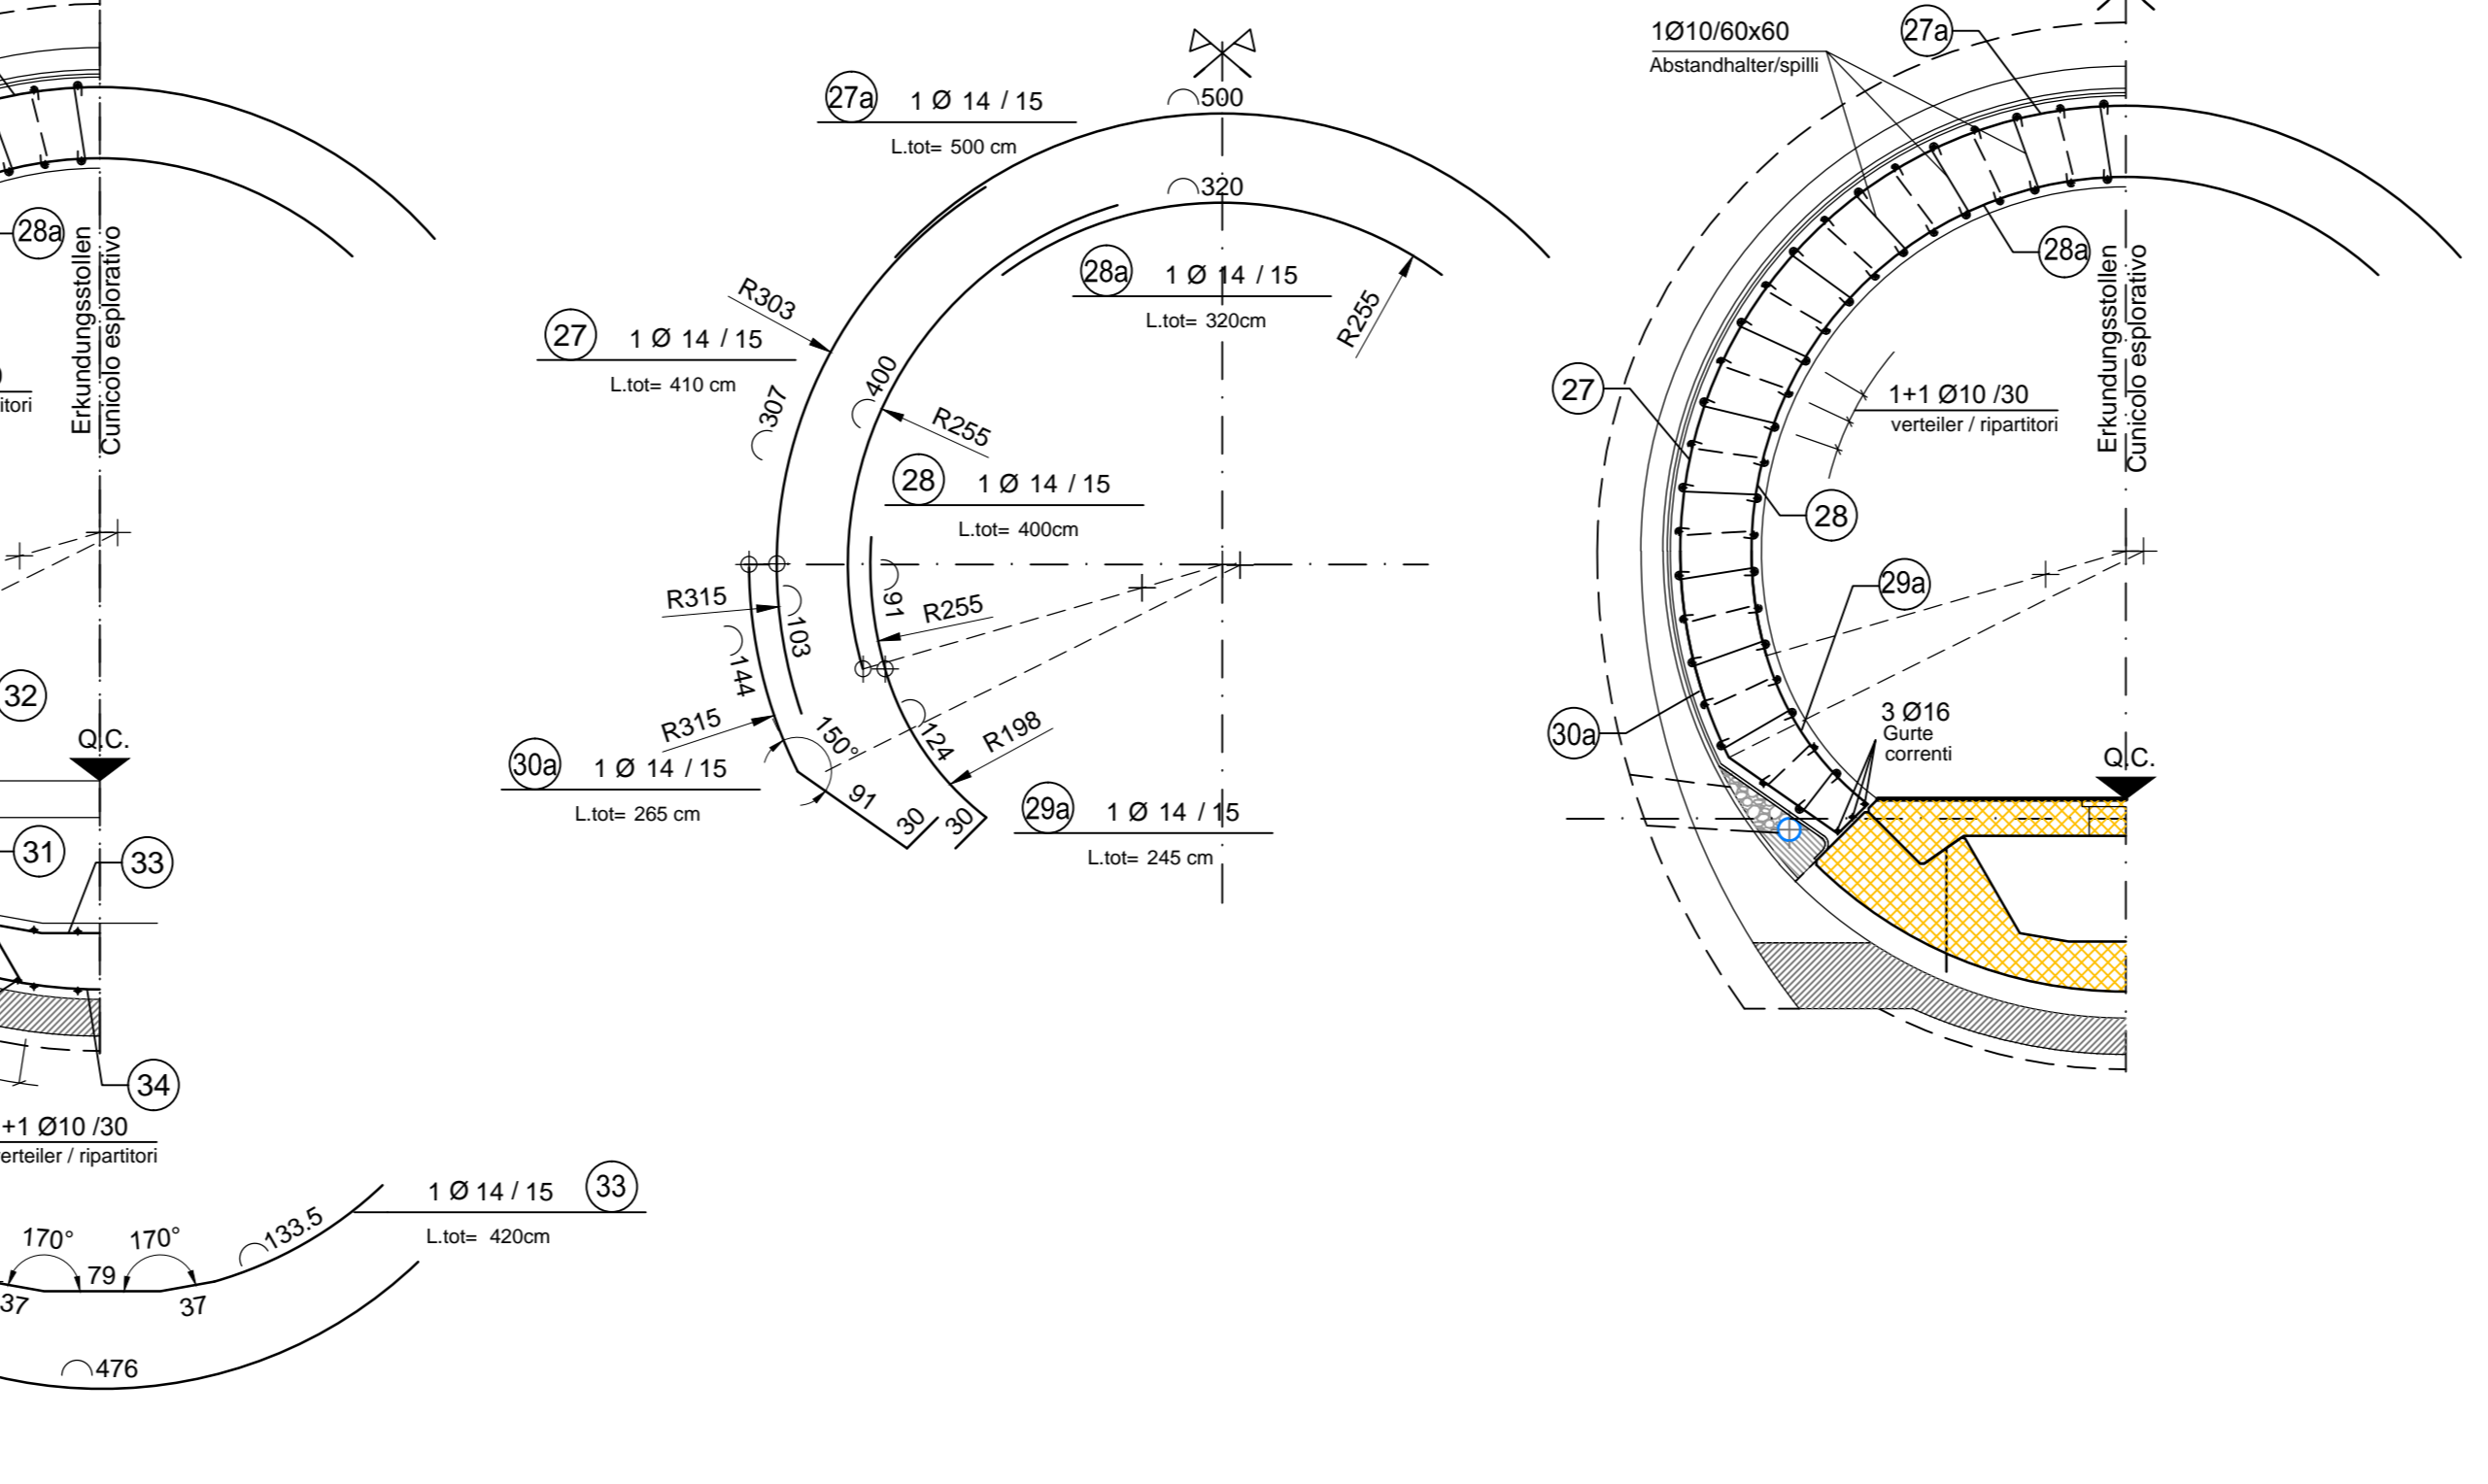 28a
Erkundungsstollen
Cunicolo esplorativo
itori
32
Q.C.
31
33
34
+1 Ø10 /30
verteiler / ripartitori
1 Ø 14 / 15
33
L.tot= 420cm
170°
170°
133.5
79
37
37
476
27a
1 Ø 14 / 15
L.tot= 500 cm
500
320
28a
1 Ø 14 / 15
L.tot= 320cm
R255
R303
27
1 Ø 14 / 15
L.tot= 410 cm
307
400
R255
28
1 Ø 14 / 15
L.tot= 400cm
91
R255
R315
103
144
R315
150°
124
R198
30a
1 Ø 14 / 15
L.tot= 265 cm
91
30
30
29a
1 Ø 14 / 15
L.tot= 245 cm
1Ø10/60x60
Abstandhalter/spilli
27a
28a
Erkundungsstollen
Cunicolo esplorativo
27
1+1 Ø10 /30
verteiler / ripartitori
28
29a
30a
3 Ø16
Gurte
correnti
Q.C.